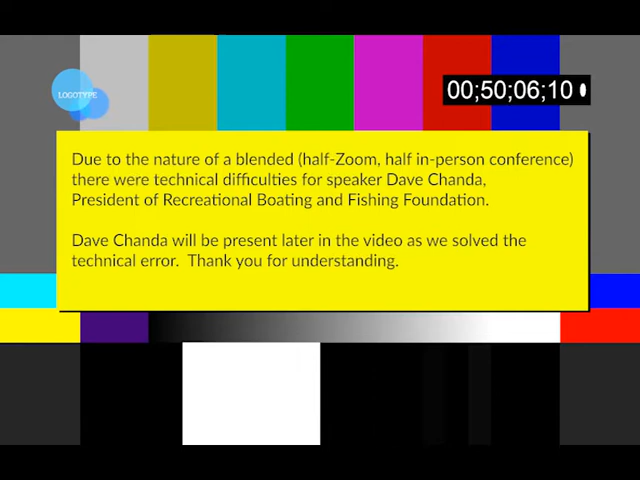 LOGOTYPE
00;50;06;10
Due to the nature of a blended (half-Zoom, half in-person conference)
there were technical difficulties for speaker Dave Chanda,
President of Recreational Boating and Fishing Foundation.
Dave Chanda will be present later in the video as we solved the
technical error. Thank you for understanding.